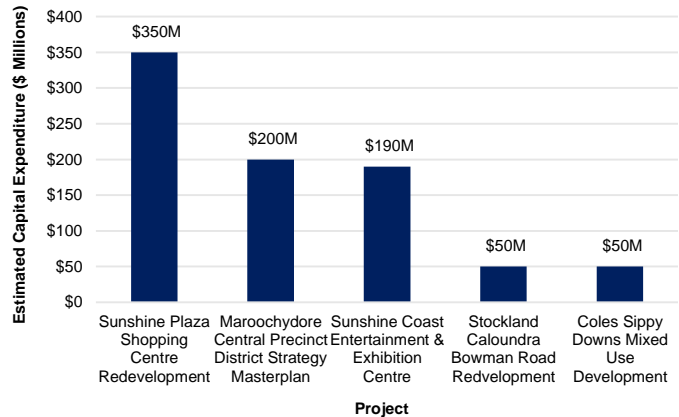 Estimated Capital Expenditure ($ Millions)
$400
$350
$300
$250
$200
$150
$100
$50
$0
$350M
$200M
$190M
$50M
$50M
Sunshine Plaza
Shopping
Centre
Redevelopment
Maroochydore
Central Precinct
District Strategy
Masterplan
Sunshine Coast
Entertainment &
Exhibition
Centre
Stockland
Caloundra
Bowman Road
Redvelopment
Coles Sippy
Downs Mixed
Use
Development
Project